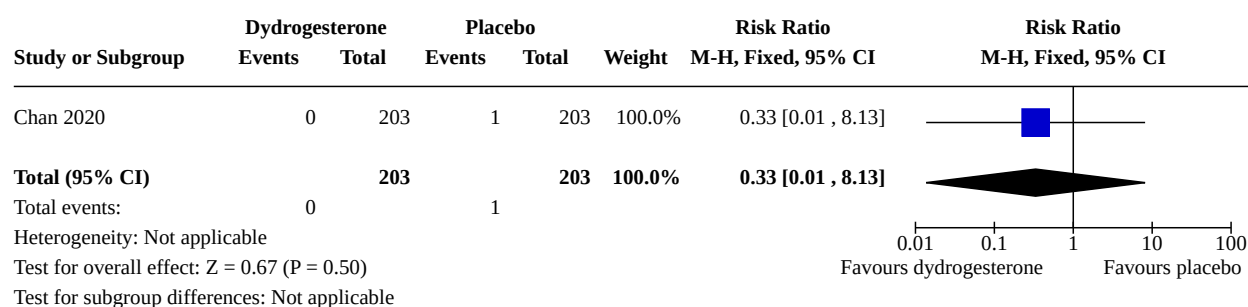 Dydrogesterone Placebo Risk Ratio Risk Ratio
Study or Subgroup Events Total Events Total Weight M-H, Fixed, 95% CI M-H, Fixed, 95% CI
Chan 2020 0 203 1 203 100.0% 0.33 [0.01 , 8.13]
Total (95% CI) 203 203 100.0% 0.33 [0.01 , 8.13]
Total events: 0 1
Heterogeneity: Not applicable 0.01 0.1 1 10 100
Test for overall effect: Z = 0.67 (P = 0.50) Favours dydrogesterone Favours placebo
Test for subgroup differences: Not applicable